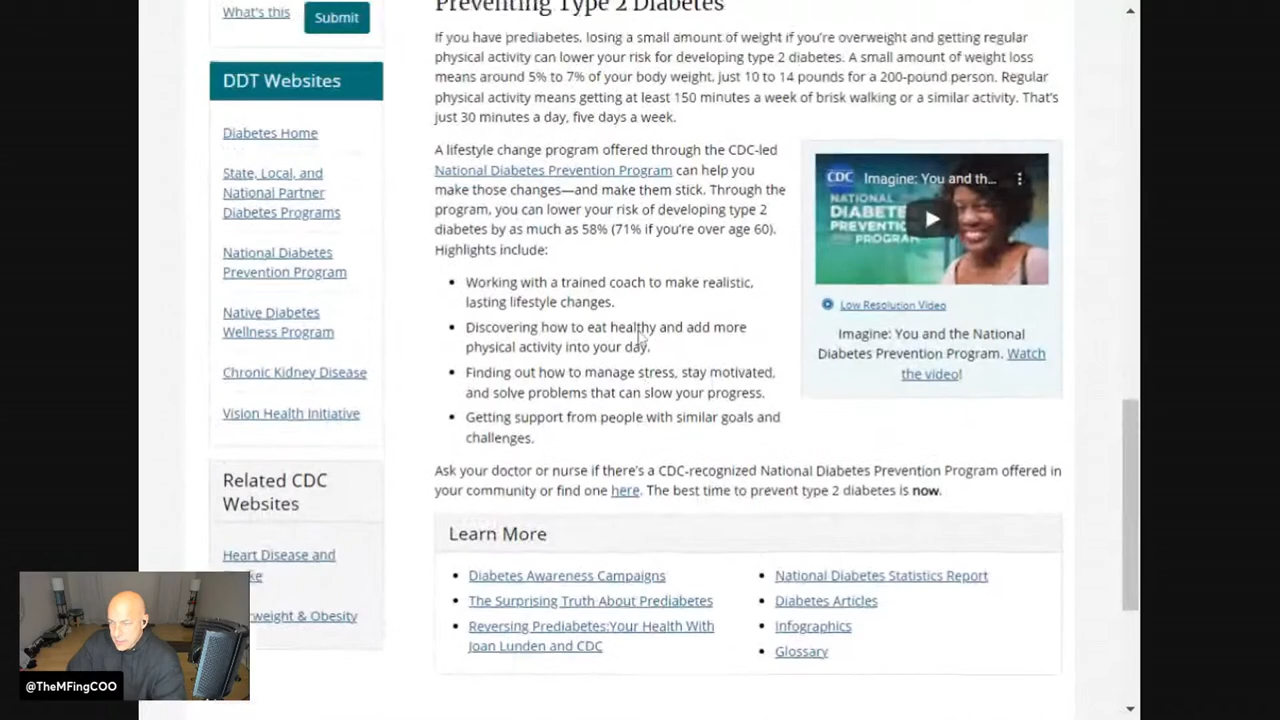 What's this
Submit
DDT Websites
Diabetes Home
State, Local, and
National Partner
Diabetes Programs
National Diabetes
Prevention Program
Native Diabetes
Wellness Program
Chronic Kidney Disease
Vision Health Initiative
Related CDC
Websites
Heart Disease and
weight & Obesity
Preventing Type 2 Diabetes
If you have prediabetes, losing a small amount of weight if you're overweight and getting regular
physical activity can lower your risk for developing type 2 diabetes. A small amount of weight loss
means around 5% to 7% of your body weight, just 10 to 14 pounds for a 200-pound person. Regular
physical activity means getting at least 150 minutes a week of brisk walking or a similar activity. That's
just 30 minutes a day, five days a week.
A lifestyle change program offered through the CDC-led
National Diabetes Prevention Program can help you
make those changes—and make them stick. Through the
program, you can lower your risk of developing type 2
diabetes by as much as 58% (71% if you're over age 60).
Highlights include:
• Working with a trained coach to make realistic,
lasting lifestyle changes.
• Discovering how to eat healthy and add more
physical activity into your day.
• Finding out how to manage stress, stay motivated,
and solve problems that can slow your progress.
• Getting support from people with similar goals and
challenges.
CDC Imagine: You and th...
NATIONAL
DIABETE
PREVENTI
PROGRAM
Low Resolution Video
Imagine: You and the National
Diabetes Prevention Program. Watch
the video!
Ask your doctor or nurse if there's a CDC-recognized National Diabetes Prevention Program offered in
your community or find one here. The best time to prevent type 2 diabetes is now.
Learn More
• Diabetes Awareness Campaigns
• The Surprising Truth About Prediabetes
• Reversing Prediabetes:Your Health With
Joan Lunden and CDC
• National Diabetes Statistics Report
• Diabetes Articles
• Infographics
• Glossary
@TheMFingCOO